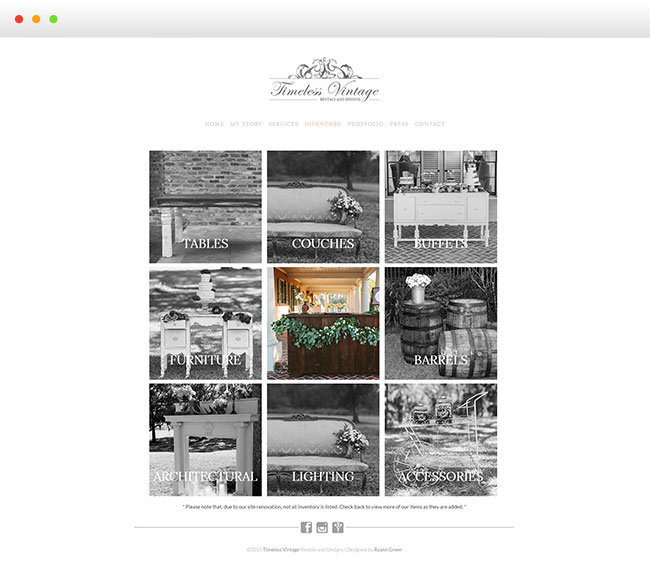 Timeless Vintage
RENTALS AND DESIGNS
HOME MY STORY SERVICES INVENTORY PORTFOLIO PRESS CONTACT
TABLES COUCHES BUFFETS
FURNITURE BARRELS
ARCHITECTURAL LIGHTING ACCESSORIES
* Please note that, due to our site renovation, not all inventory is listed. Check back to view more of our items as they are added. *
©2015 Timeless Vintage Rentals and Designs | Designed by Ryann Green